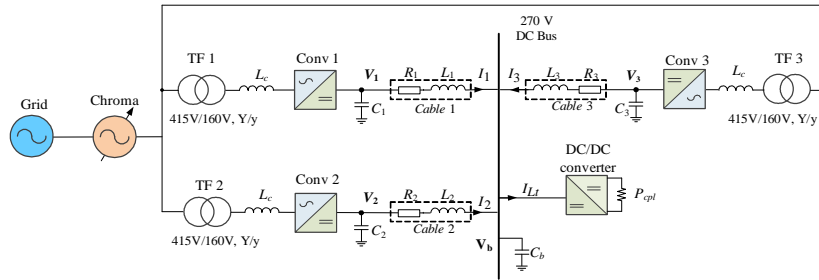 270 V
DC Bus
TF 1
L_c
Conv 1
V_1
R_1
L_1
I_1
I_3
L_3
R_3
V_3
Conv 3
L_c
TF 3
Grid
Chroma
415V/160V, Y/y
C_1
Cable 1
Cable 3
C_3
415V/160V, Y/y
DC/DC
converter
TF 2
L_c
Conv 2
V_2
R_2
L_2
I_2
I_Lt
P_cpl
415V/160V, Y/y
C_2
Cable 2
V_b
C_b